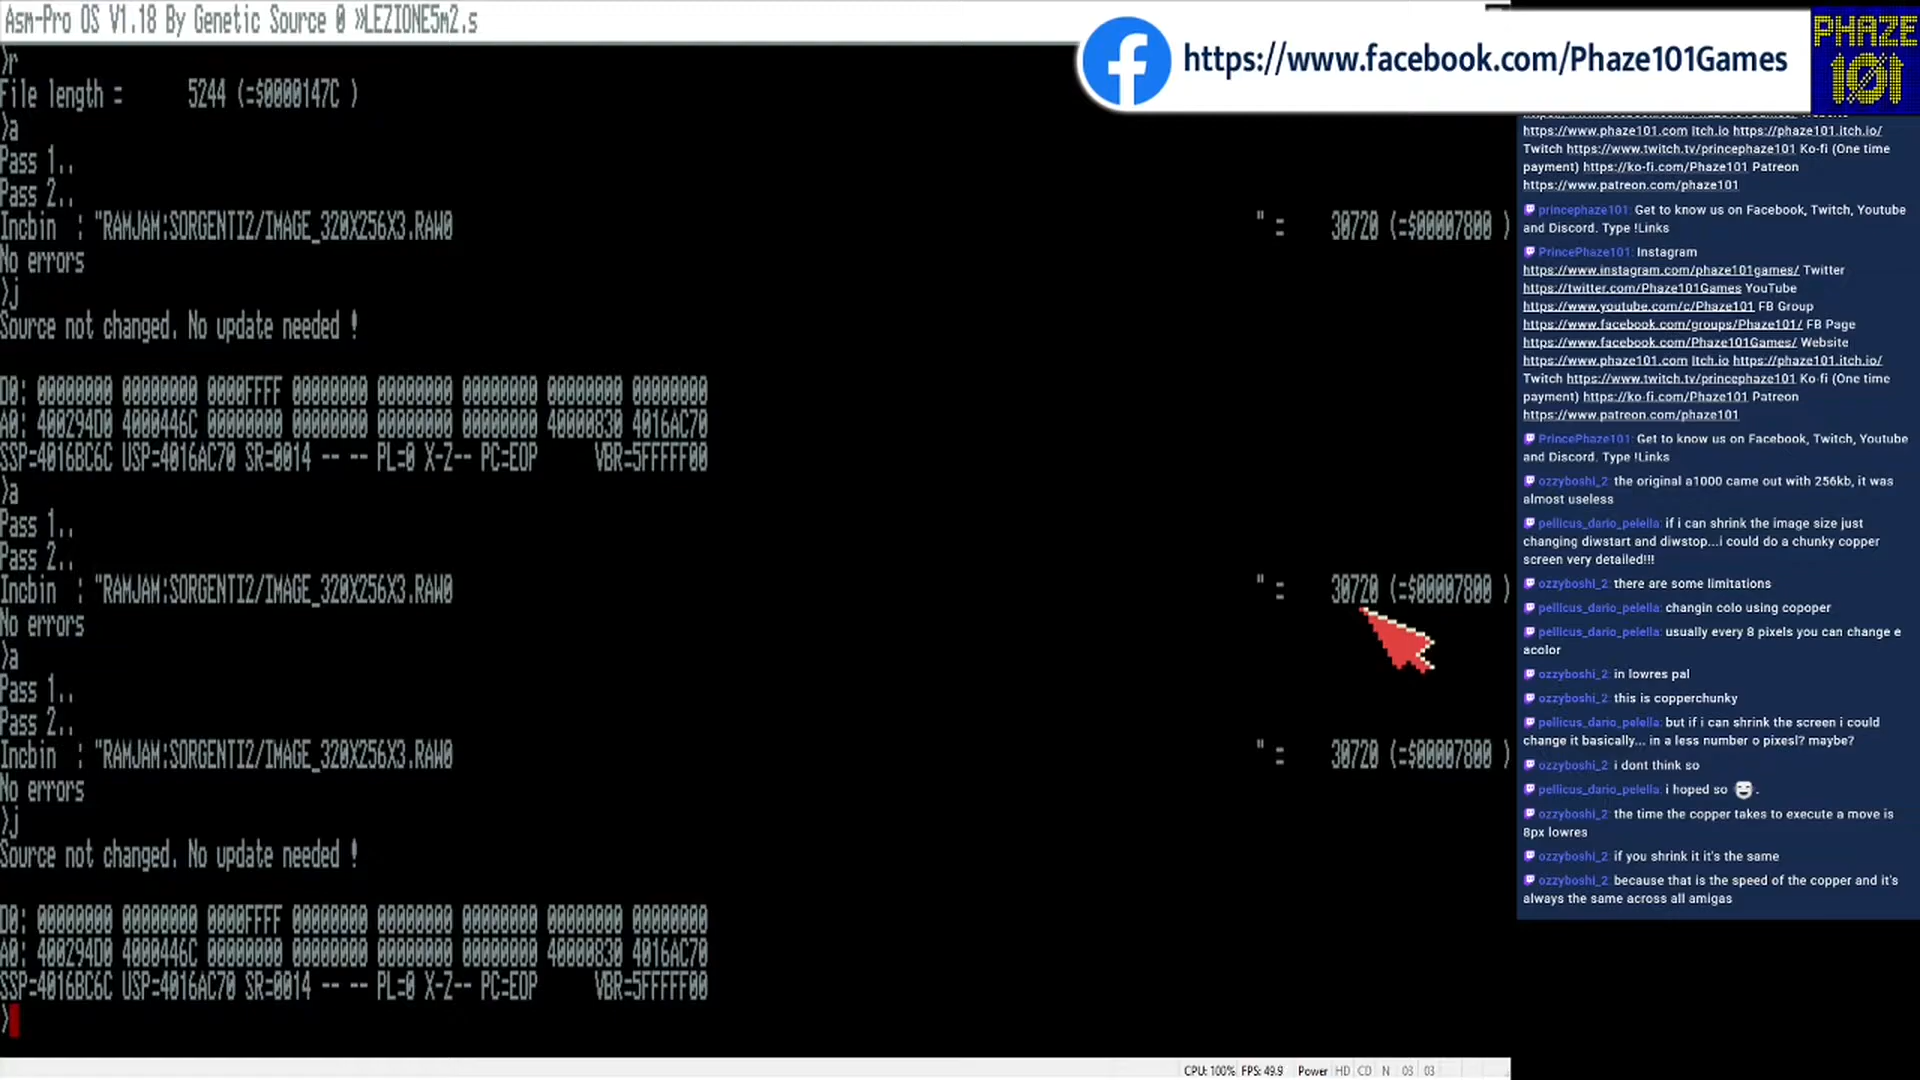 Asm-Pro OS V1.18 By Genetic Source 0 »LEZIONE5m2.s
>r
File length =       5244 (=$0000147C )
>a
Pass 1..
Pass 2..
Incbin  : "RAMJAM:SORGENTI2/IMAGE_320X256X3.RAW0 " =     30720 (=$00007800 )
No errors
>j
Source not changed. No update needed !
D0: 00000000 00000000 0000FFFF 00000000 00000000 00000000 00000000 00000000
A0: 400294D0 4000446C 00000000 00000000 00000000 00000000 40000830 4016AC70
SSP=4016BC6C USP=4016AC70 SR=0014 -- -- PL=0 X-Z-- PC=EOP      VBR=5FFFFF00
>a
Pass 1..
Pass 2..
Incbin  : "RAMJAM:SORGENTI2/IMAGE_320X256X3.RAW0 " =     30720 (=$00007800 )
No errors
>a
Pass 1..
Pass 2..
Incbin  : "RAMJAM:SORGENTI2/IMAGE_320X256X3.RAW0 " =     30720 (=$00007800 )
No errors
>j
Source not changed. No update needed !
D0: 00000000 00000000 0000FFFF 00000000 00000000 00000000 00000000 00000000
A0: 400294D0 4000446C 00000000 00000000 00000000 00000000 40000830 4016AC70
SSP=4016BC6C USP=4016AC70 SR=0014 -- -- PL=0 X-Z-- PC=EOP      VBR=5FFFFF00
>
CPU: 100% FPS: 49.9 Power HD CD N 03 03
https://www.facebook.com/Phaze101Games
PHAZE
101
https://www.phaze101.com Itch.io https://phaze101.itch.io/
Twitch https://www.twitch.tv/princephaze101 Ko-fi (One time
payment) https://ko-fi.com/Phaze101 Patreon
https://www.patreon.com/phaze101
princephaze101: Get to know us on Facebook, Twitch, Youtube
and Discord. Type !Links
PrincePhaze101: Instagram
https://www.instagram.com/phaze101games/ Twitter
https://twitter.com/Phaze101Games YouTube
https://www.youtube.com/c/Phaze101 FB Group
https://www.facebook.com/groups/Phaze101/ FB Page
https://www.facebook.com/Phaze101Games/ Website
https://www.phaze101.com Itch.io https://phaze101.itch.io/
Twitch https://www.twitch.tv/princephaze101 Ko-fi (One time
payment) https://ko-fi.com/Phaze101 Patreon
https://www.patreon.com/phaze101
PrincePhaze101: Get to know us on Facebook, Twitch, Youtube
and Discord. Type !Links
ozzyboshi_2: the original a1000 came out with 256kb, it was
almost useless
pellicus_dario_pelella: if i can shrink the image size just
changing diwstart and diwstop...i could do a chunky copper
screen very detailed!!!
ozzyboshi_2: there are some limitations
pellicus_dario_pelella: changin colo using copoper
pellicus_dario_pelella: usually every 8 pixels you can change e
acolor
ozzyboshi_2: in lowres pal
ozzyboshi_2: this is copperchunky
pellicus_dario_pelella: but if i can shrink the screen i could
change it basically... in a less number o pixesl? maybe?
ozzyboshi_2: i dont think so
pellicus_dario_pelella: i hoped so .
ozzyboshi_2: the time the copper takes to execute a move is
8px lowres
ozzyboshi_2: if you shrink it it's the same
ozzyboshi_2: because that is the speed of the copper and it's
always the same across all amigas